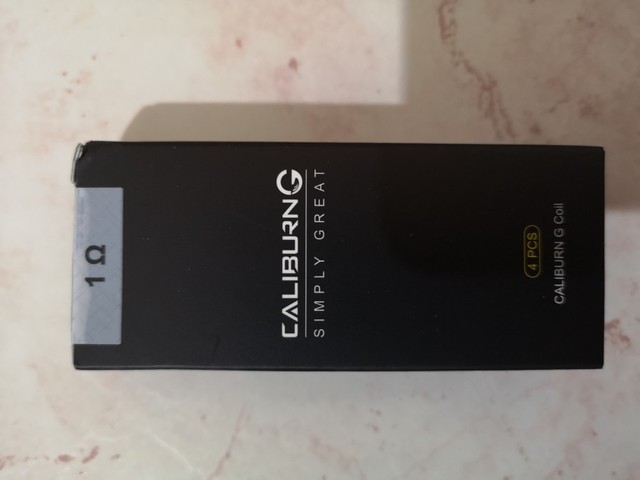 1 Ω
CALIBURN G
SIMPLY GREAT
4 PCS
CALIBURN G Coil